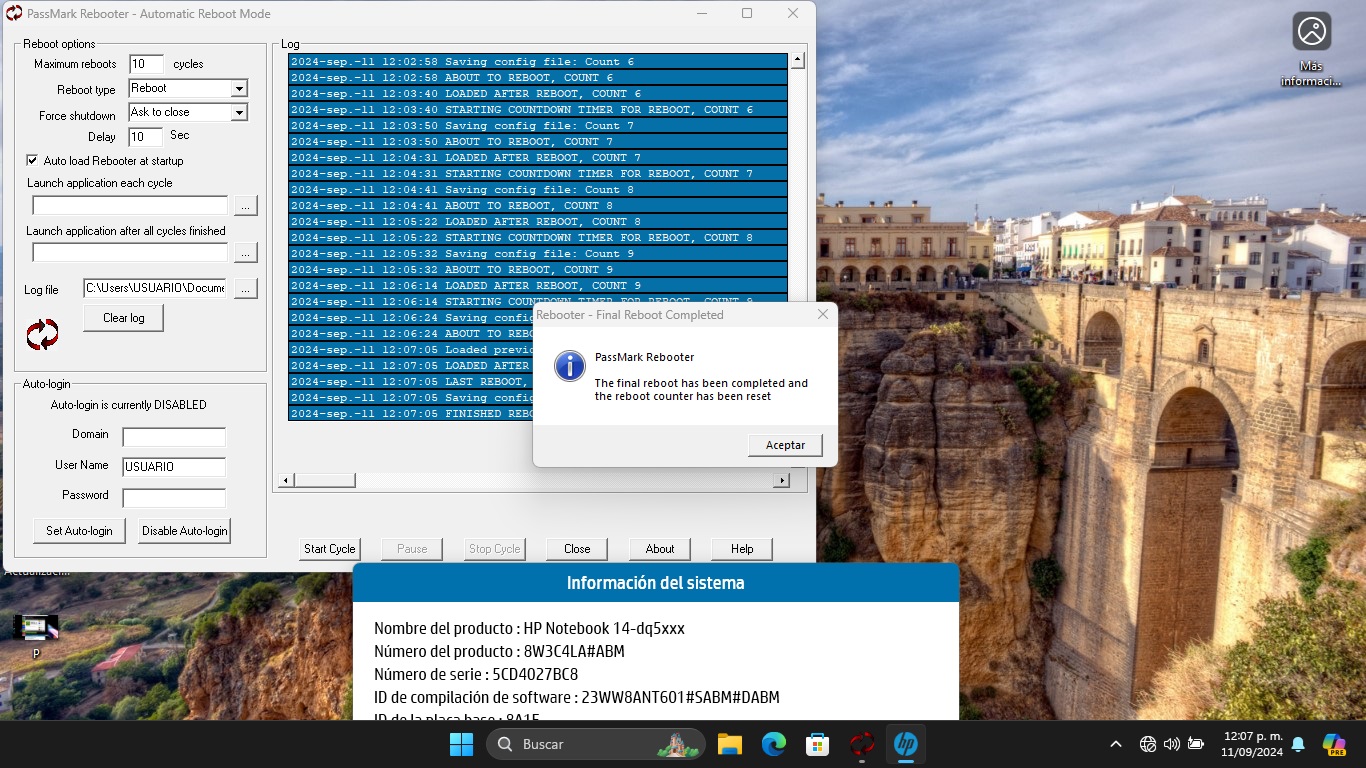 PassMark Rebooter - Automatic Reboot Mode
Reboot options
Maximum reboots 10 cycles
Reboot type Reboot
Force shutdown Ask to close
Delay 10 Sec
Auto load Rebooter at startup
Launch application each cycle
...
Launch application after all cycles finished
...
Log file C:\Users\USUARIO\Docume ...
Clear log
Auto-login
Auto-login is currently DISABLED
Domain
User Name USUARIO
Password
Set Auto-login Disable Auto-login
Log
2024-sep.-11 12:02:58 Saving config file: Count 6
2024-sep.-11 12:02:58 ABOUT TO REBOOT, COUNT 6
2024-sep.-11 12:03:40 LOADED AFTER REBOOT, COUNT 6
2024-sep.-11 12:03:40 STARTING COUNTDOWN TIMER FOR REBOOT, COUNT 6
2024-sep.-11 12:03:50 Saving config file: Count 7
2024-sep.-11 12:03:50 ABOUT TO REBOOT, COUNT 7
2024-sep.-11 12:04:31 LOADED AFTER REBOOT, COUNT 7
2024-sep.-11 12:04:31 STARTING COUNTDOWN TIMER FOR REBOOT, COUNT 7
2024-sep.-11 12:04:41 Saving config file: Count 8
2024-sep.-11 12:04:41 ABOUT TO REBOOT, COUNT 8
2024-sep.-11 12:05:22 LOADED AFTER REBOOT, COUNT 8
2024-sep.-11 12:05:22 STARTING COUNTDOWN TIMER FOR REBOOT, COUNT 8
2024-sep.-11 12:05:32 Saving config file: Count 9
2024-sep.-11 12:05:32 ABOUT TO REBOOT, COUNT 9
2024-sep.-11 12:06:14 LOADED AFTER REBOOT, COUNT 9
2024-sep.-11 12:06:14 STARTING COUNTDOWN TIMER FOR REBOOT, COUNT 9
2024-sep.-11 12:06:24 Saving config
2024-sep.-11 12:06:24 ABOUT TO REBO
2024-sep.-11 12:07:05 Loaded previo
2024-sep.-11 12:07:05 LOADED AFTER
2024-sep.-11 12:07:05 LAST REBOOT,
2024-sep.-11 12:07:05 Saving config
2024-sep.-11 12:07:05 FINISHED REBO
Start Cycle Pause Stop Cycle Close About Help
Rebooter - Final Reboot Completed
PassMark Rebooter
The final reboot has been completed and
the reboot counter has been reset
Aceptar
Más
informaci...
Actualizaci...
P
Información del sistema
Nombre del producto : HP Notebook 14-dq5xxx
Número del producto : 8W3C4LA#ABM
Número de serie : 5CD4027BC8
ID de compilación de software : 23WW8ANT601#SABM#DABM
ID de la placa base : 8A1F
Buscar
hp
12:07 p. m.
11/09/2024
PRE